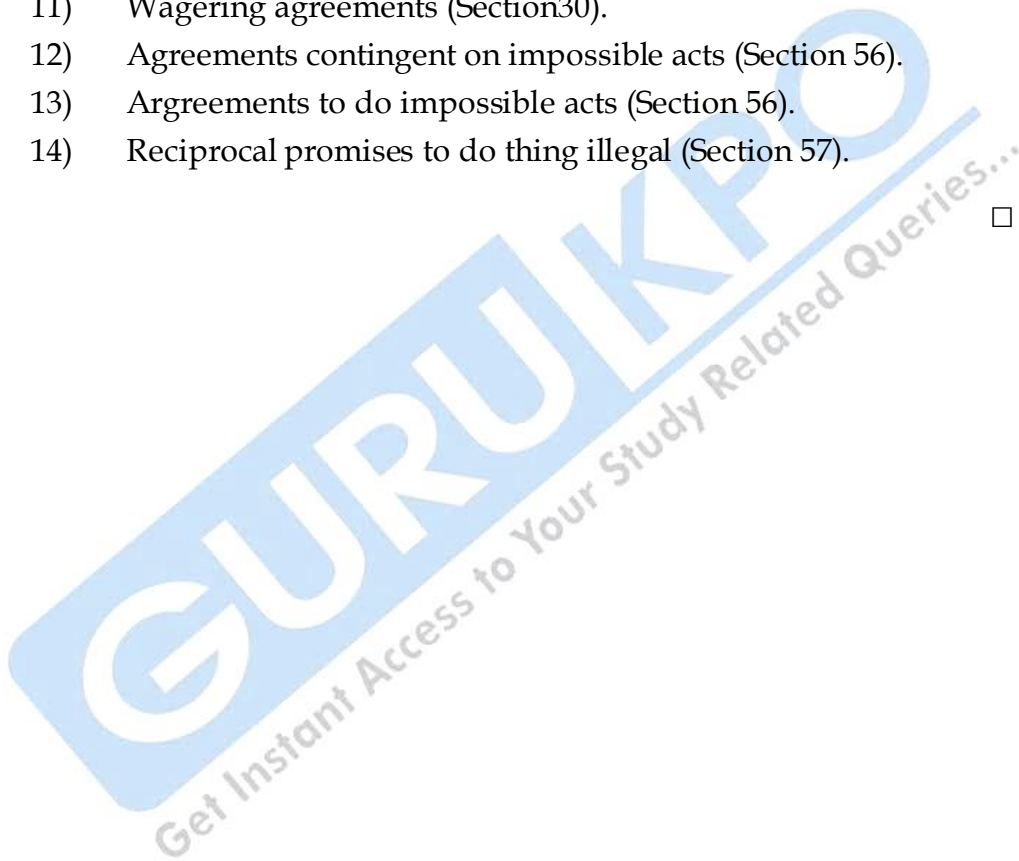 11) Wagering agreements (Section30).
12) Agreements contingent on impossible acts (Section 56).
13) Argreements to do impossible acts (Section 56).
14) Reciprocal promises to do thing illegal (Section 57).
□
GURUKPO
Get Instant Access to Your Study Related Queries...